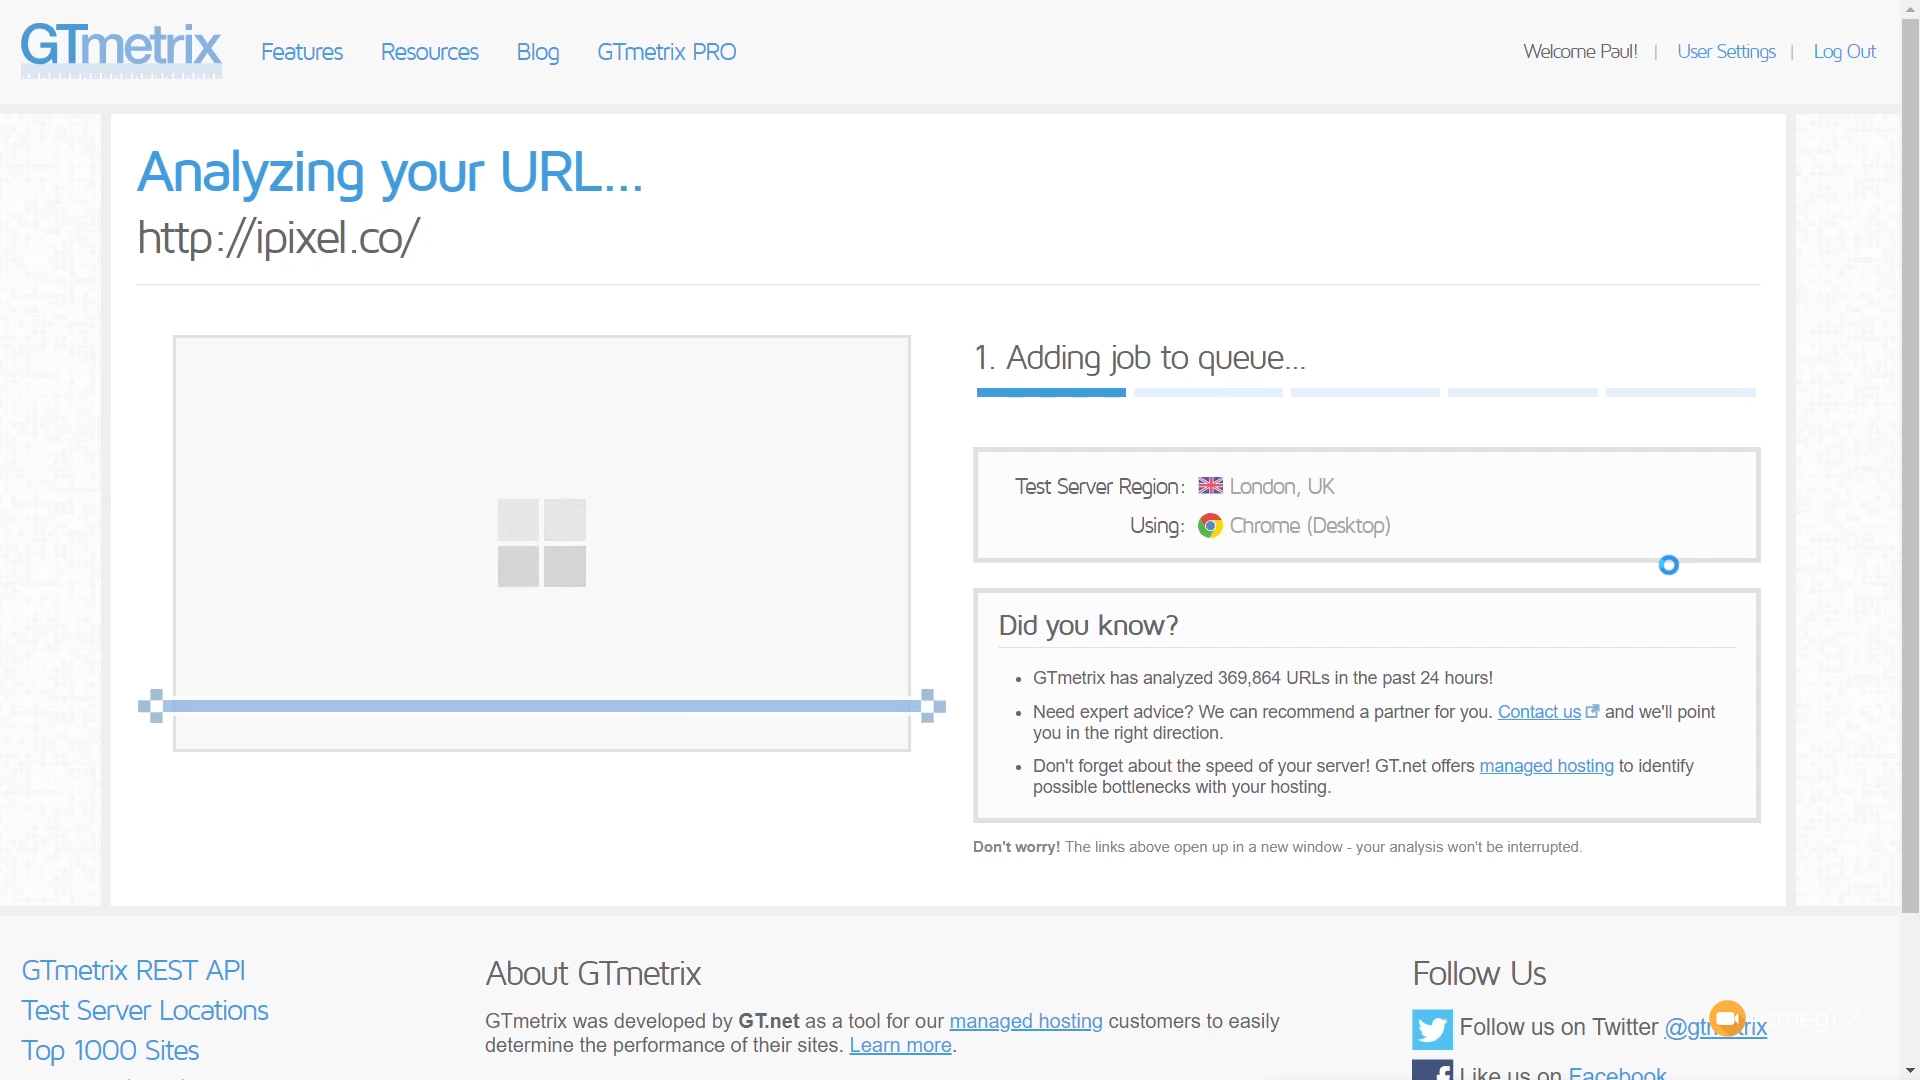 GTmetrix
Features
Resources
Blog
GTmetrix PRO
Welcome Paul! | User Settings | Log Out
Analyzing your URL...
http://ipixel.co/
1. Adding job to queue...
Test Server Region: London, UK
Using: Chrome (Desktop)
Did you know?
• GTmetrix has analyzed 369,864 URLs in the past 24 hours!
• Need expert advice? We can recommend a partner for you. Contact us and we'll point
you in the right direction.
• Don't forget about the speed of your server! GT.net offers managed hosting to identify
possible bottlenecks with your hosting.
Don't worry! The links above open up in a new window - your analysis won't be interrupted.
GTmetrix REST API
Test Server Locations
Top 1000 Sites
About GTmetrix
GTmetrix was developed by GT.net as a tool for our managed hosting customers to easily
determine the performance of their sites. Learn more.
Follow Us
Follow us on Twitter
Like us on Facebook